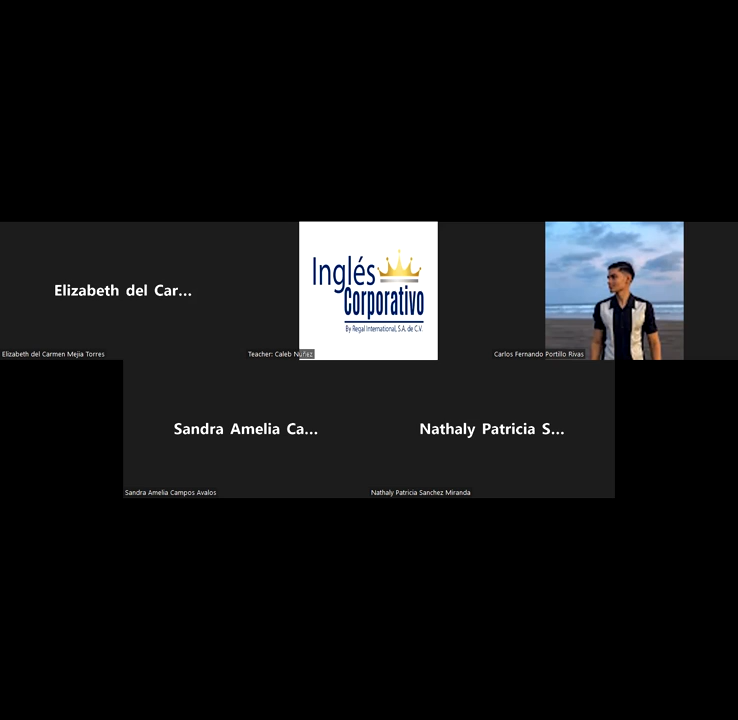 Elizabeth del Car...
Elizabeth del Carmen Mejia Torres
Inglés
Corporativo
By Regal International, S.A. de C.V.
Teacher: Caleb Nuñez
Carlos Fernando Portillo Rivas
Sandra Amelia Ca...
Sandra Amelia Campos Avalos
Nathaly Patricia S...
Nathaly Patricia Sanchez Miranda